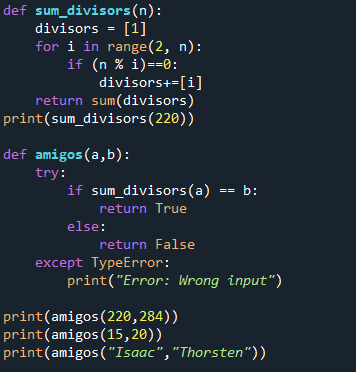 def sum_divisors(n):
    divisors = [1]
    for i in range(2, n):
        if (n % i)==0:
            divisors+=[i]
    return sum(divisors)
print(sum_divisors(220))

def amigos(a,b):
    try:
        if sum_divisors(a) == b:
            return True
        else:
            return False
    except TypeError:
        print("Error: Wrong input")

print(amigos(220,284))
print(amigos(15,20))
print(amigos("Isaac","Thorsten"))